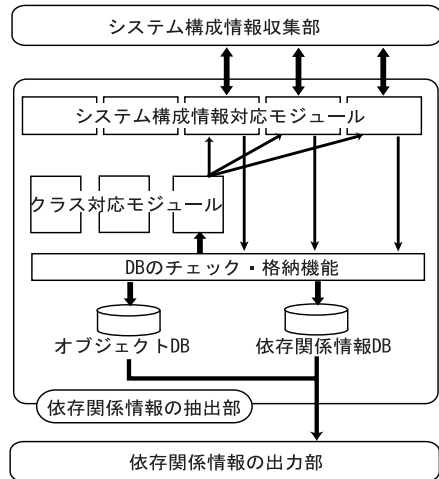 システム構成情報収集部
システム構成情報対応モジュール
クラス対応モジュール
DBのチェック・格納機能
オブジェクトDB
依存関係情報DB
依存関係情報の抽出部
依存関係情報の出力部